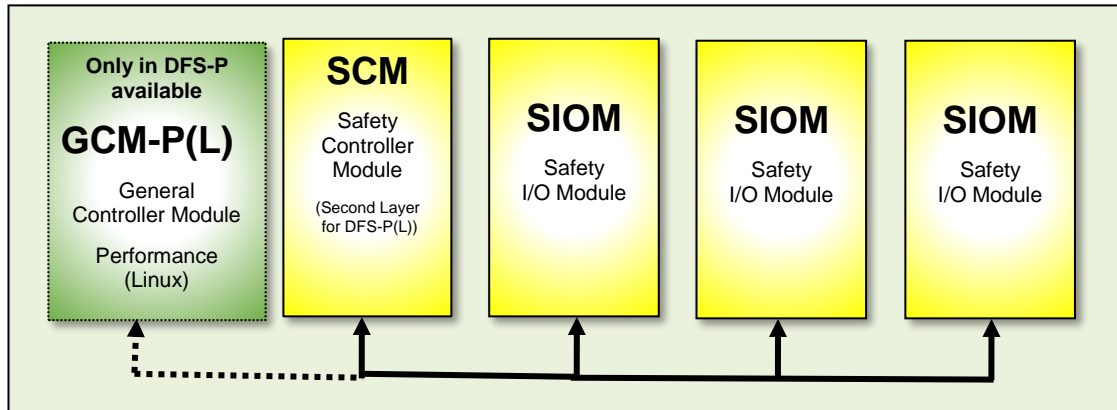 Only in DFS-P
available
GCM-P(L)
General
Controller Module
Performance
(Linux)
SCM
Safety
Controller
Module
(Second Layer
for DFS-P(L))
SIOM
Safety
I/O Module
SIOM
Safety
I/O Module
SIOM
Safety
I/O Module